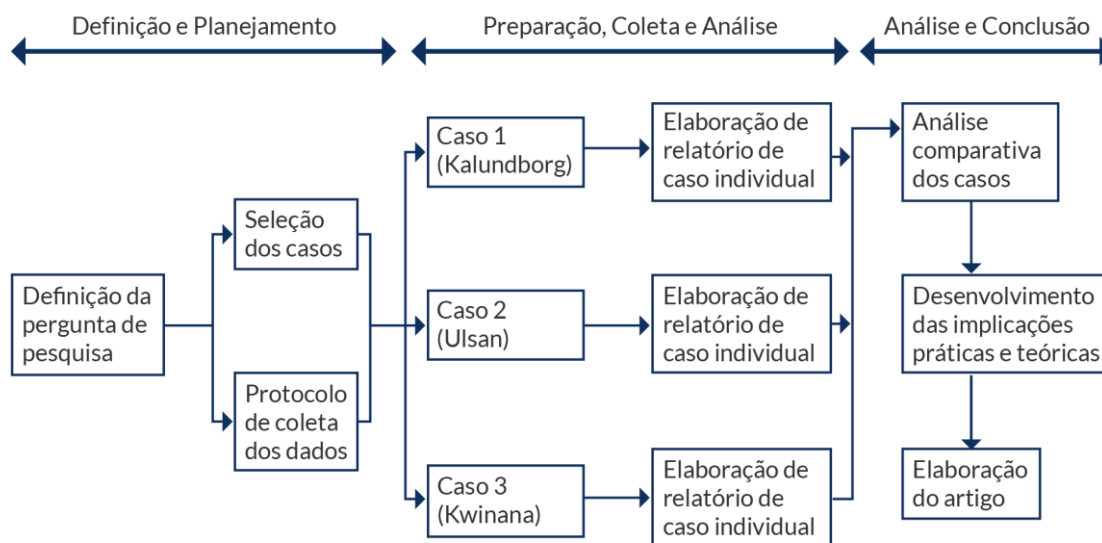 Definição e Planejamento
Preparação, Coleta e Análise
Análise e Conclusão
Definição da
pergunta de
pesquisa
Seleção
dos casos
Protocolo
de coleta
dos dados
Caso 1
(Kalundborg)
Elaboração de
relatório de
caso individual
Caso 2
(Ulsan)
Elaboração de
relatório de
caso individual
Caso 3
(Kwinana)
Elaboração de
relatório de
caso individual
Análise
comparativa
dos casos
Desenvolvimento
das implicações
práticas e teóricas
Elaboração
do artigo